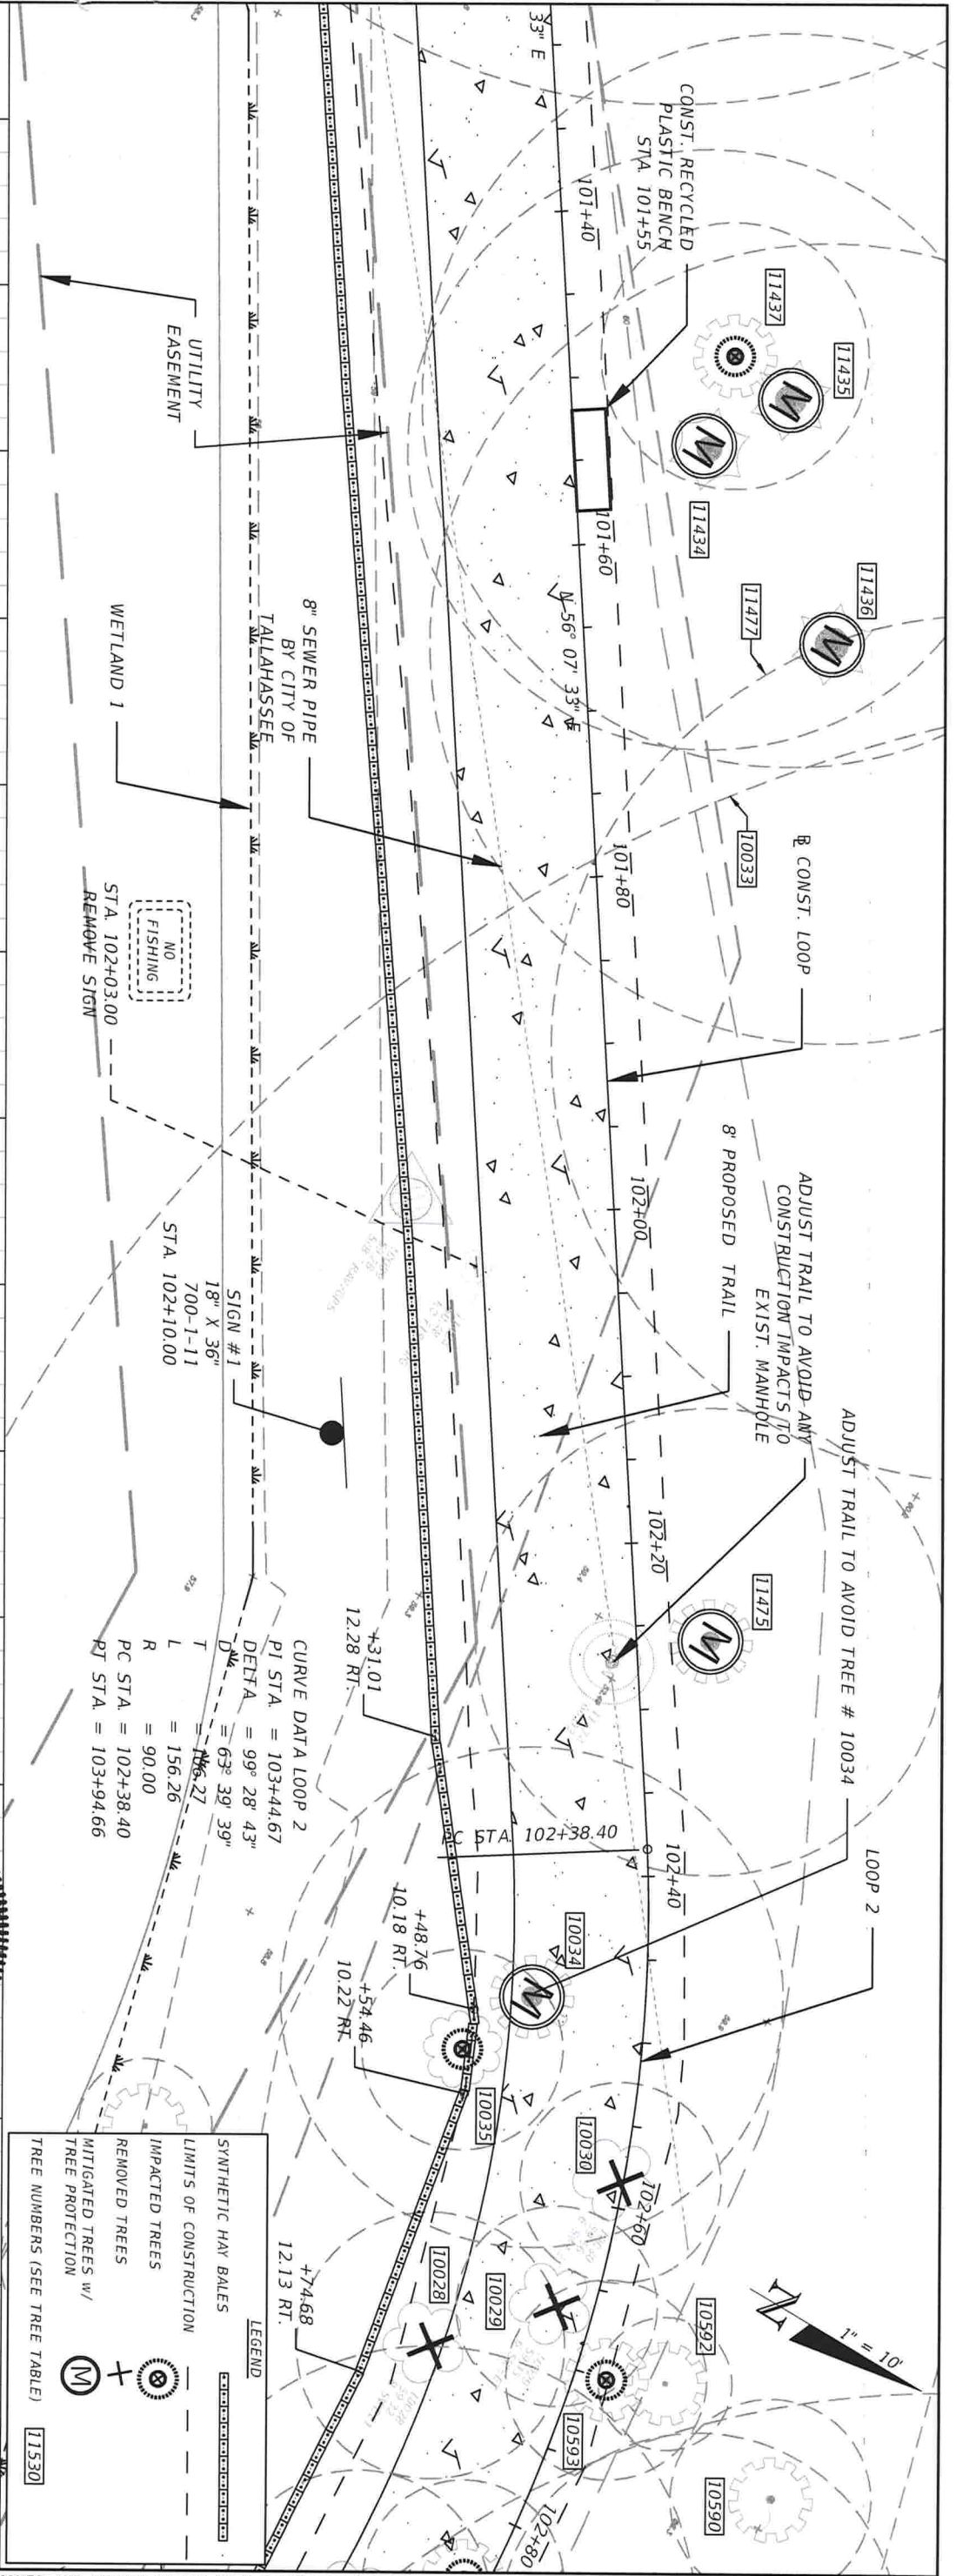 33" E
CONST. RECYCLED
PLASTIC BENCH
STA. 101+55
101+40
11437
11435
11434
101+60
11436
11477
N 56° 07' 33" E
10033
101+80
℄ CONST. LOOP
UTILITY
EASEMENT
8" SEWER PIPE
BY CITY OF
TALLAHASSEE
WETLAND 1
NO
FISHING
STA. 102+03.00
REMOVE SIGN
102+00
8' PROPOSED TRAIL
ADJUST TRAIL TO AVOID ANY
CONSTRUCTION IMPACTS TO
EXIST. MANHOLE
SIGN #1
18" X 36"
700-1-11
STA. 102+10.00
102+20
11475
ADJUST TRAIL TO AVOID TREE # 10034
+31.01
12.28 RT.
CURVE DATA LOOP 2
PI STA. = 103+44.67
DELTA = 99° 28' 43"
D = 63° 39' 39"
T = 106.27
L = 156.26
R = 90.00
PC STA. = 102+38.40
PT STA. = 103+94.66
PC STA. 102+38.40
102+40
LOOP 2
10034
+48.76
10.18 RT.
+54.46
10.22 RT.
10035
10030
102+60
10028
10029
10592
10593
10590
+74.68
12.13 RT.
102+80
N
1" = 10'
LEGEND
SYNTHETIC HAY BALES
LIMITS OF CONSTRUCTION
IMPACTED TREES
REMOVED TREES
MITIGATED TREES W/
TREE PROTECTION
M
TREE NUMBERS (SEE TREE TABLE)
11530